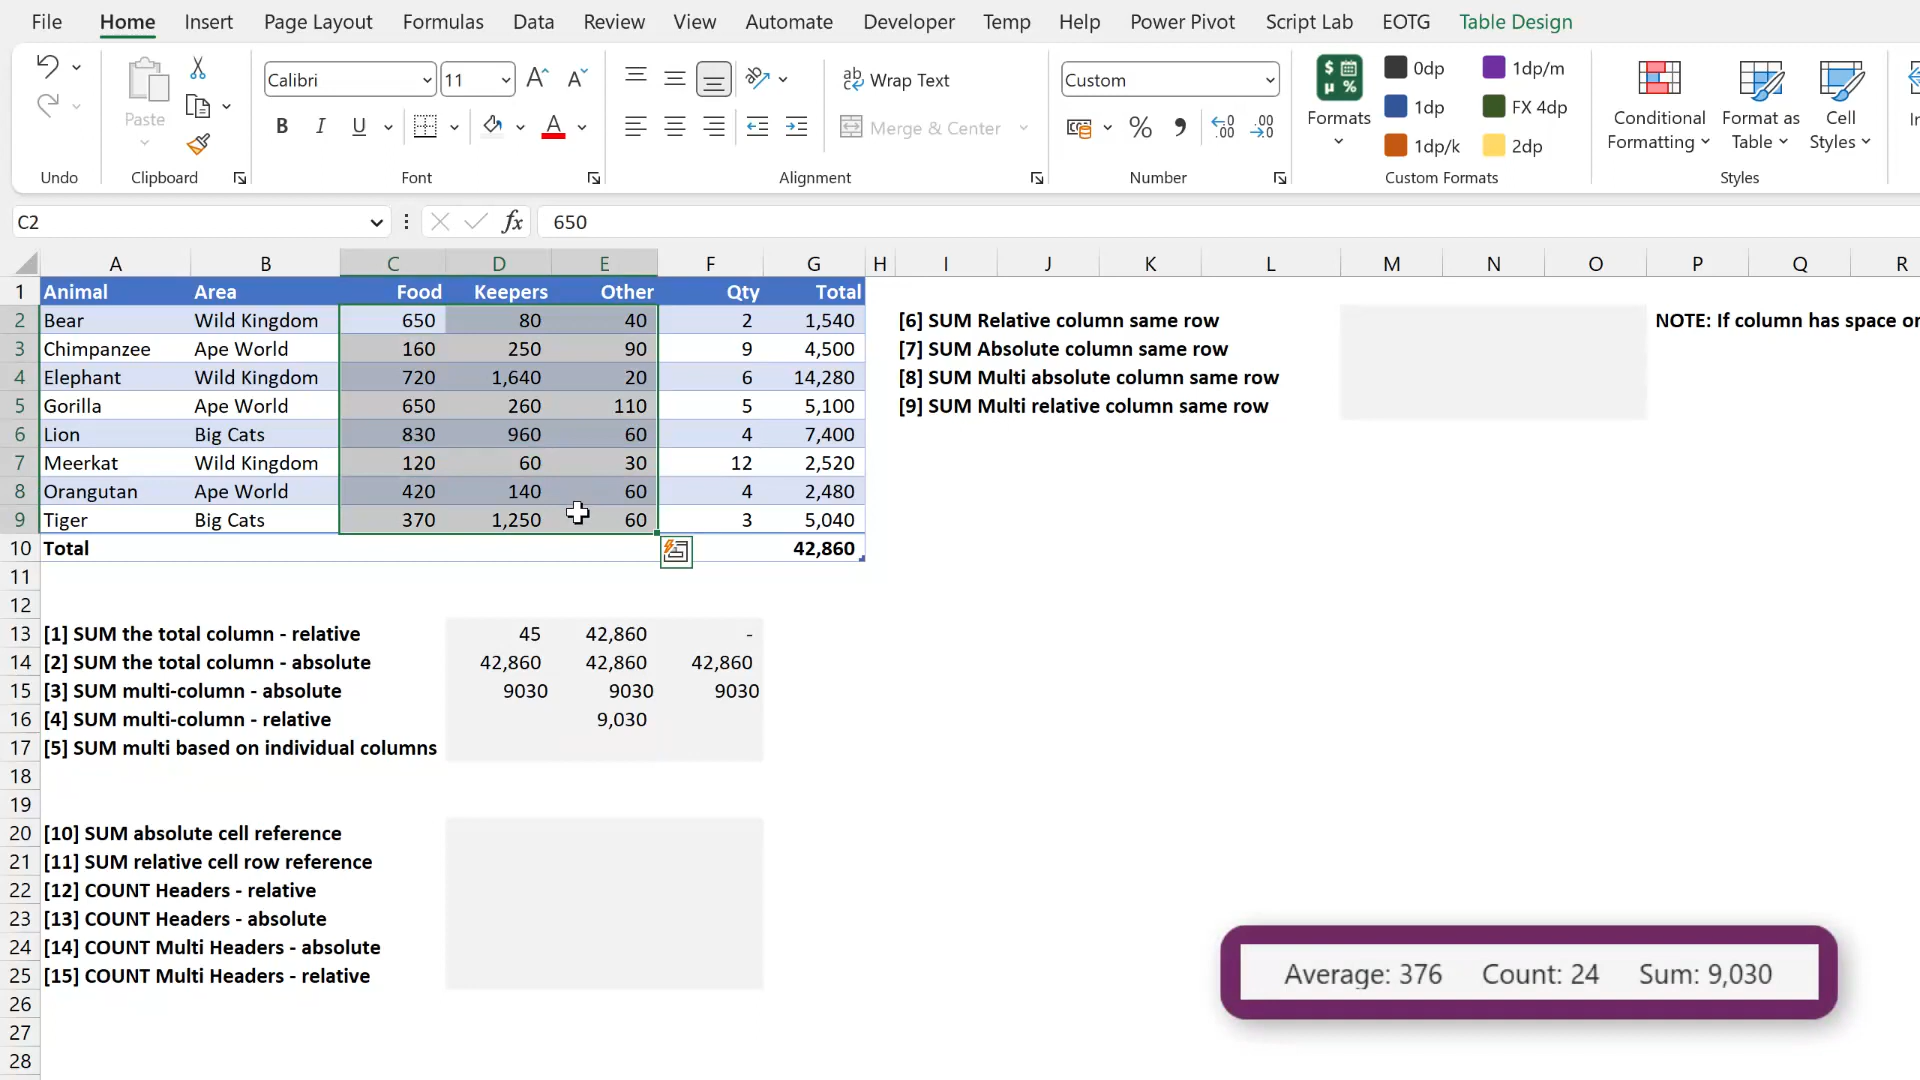 File Home Insert Page Layout Formulas Data Review View Automate Developer Temp Help Power Pivot Script Lab EOTG Table Design
Paste
Undo
Clipboard
Calibri 11
B I U A
Font
ab Wrap Text
Merge & Center
Alignment
Custom
% 9
Number
Formats
0dp 1dp/m
1dp FX 4dp
1dp/k 2dp
Custom Formats
Conditional Formatting
Format as Table
Cell Styles
Styles
C2 fx 650
A B C D E F G H I J K L M N O P Q R
1 Animal Area Food Keepers Other Qty Total
2 Bear Wild Kingdom 650 80 40 2 1,540 [6] SUM Relative column same row NOTE: If column has space or
3 Chimpanzee Ape World 160 250 90 9 4,500 [7] SUM Absolute column same row
4 Elephant Wild Kingdom 720 1,640 20 6 14,280 [8] SUM Multi absolute column same row
5 Gorilla Ape World 650 260 110 5 5,100 [9] SUM Multi relative column same row
6 Lion Big Cats 830 960 60 4 7,400
7 Meerkat Wild Kingdom 120 60 30 12 2,520
8 Orangutan Ape World 420 140 60 4 2,480
9 Tiger Big Cats 370 1,250 60 3 5,040
10 Total 42,860
11
12
13 [1] SUM the total column - relative 45 42,860 -
14 [2] SUM the total column - absolute 42,860 42,860 42,860
15 [3] SUM multi-column - absolute 9030 9030 9030
16 [4] SUM multi-column - relative 9,030
17 [5] SUM multi based on individual columns
18
19
20 [10] SUM absolute cell reference
21 [11] SUM relative cell row reference
22 [12] COUNT Headers - relative
23 [13] COUNT Headers - absolute
24 [14] COUNT Multi Headers - absolute
25 [15] COUNT Multi Headers - relative
26
27
28
Average: 376 Count: 24 Sum: 9,030